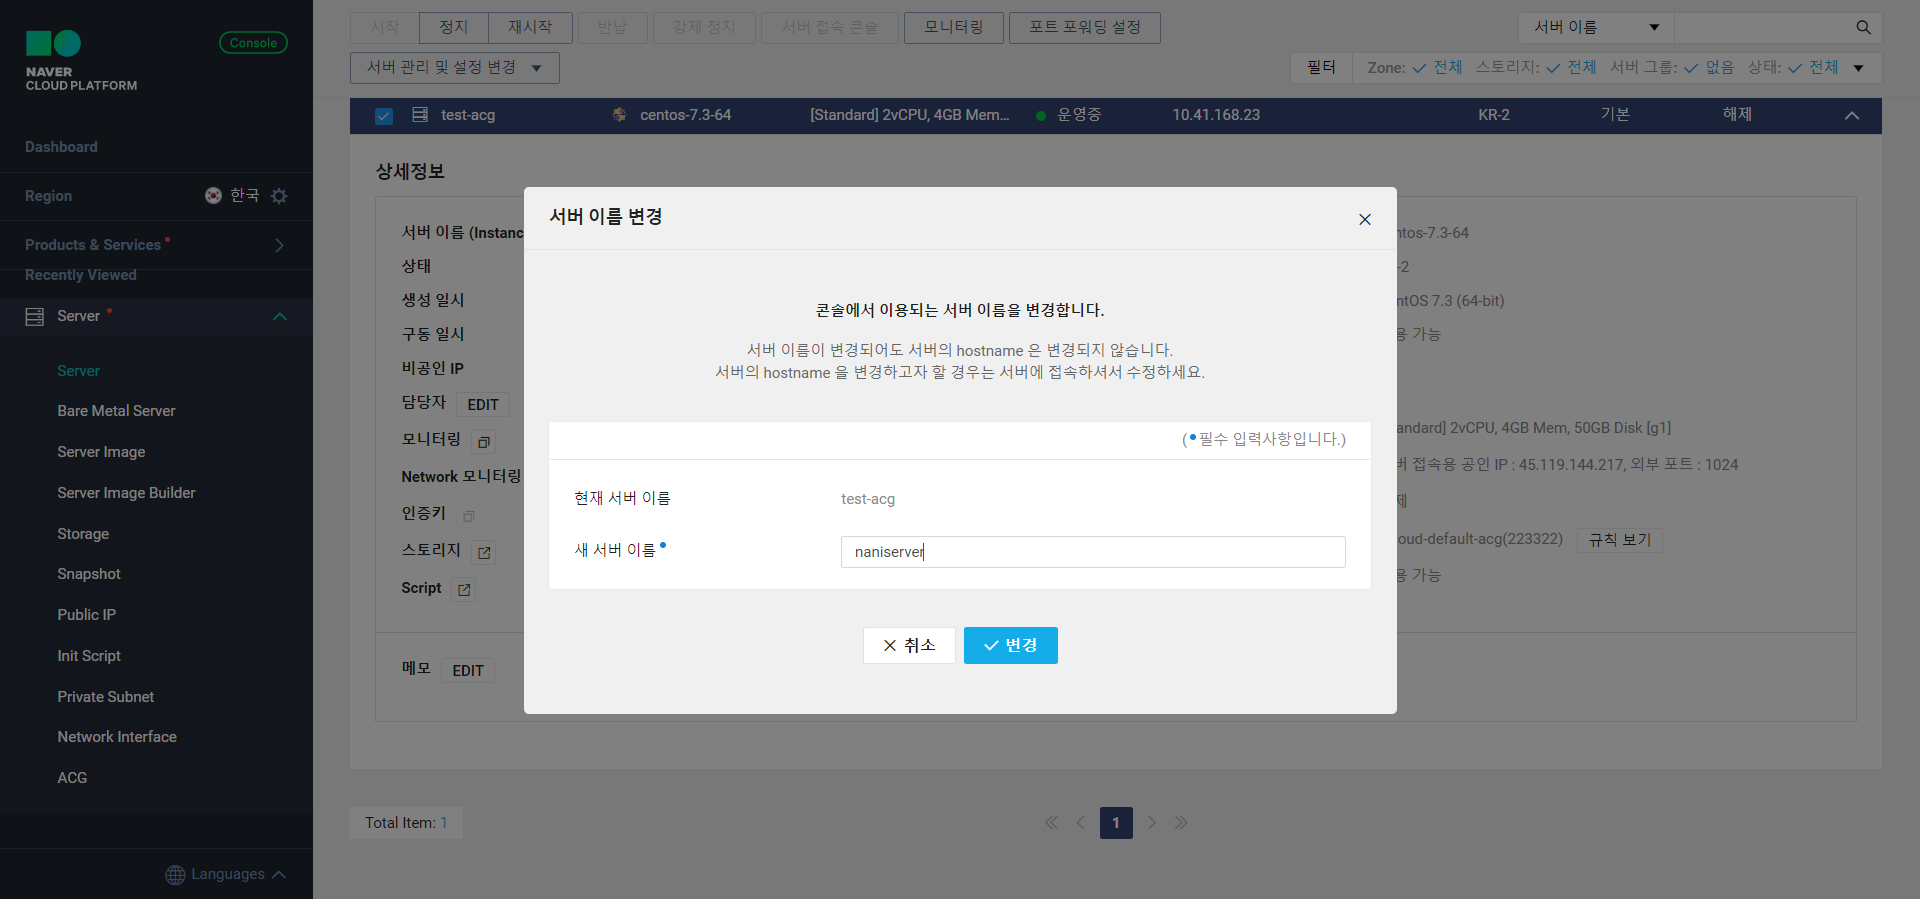 NAVER
CLOUD PLATFORM
Console
Dashboard
Region 한국
Products & Services
Recently Viewed
Server
Server
Bare Metal Server
Server Image
Server Image Builder
Storage
Snapshot
Public IP
Init Script
Private Subnet
Network Interface
ACG
Languages
시작 정지 재시작 반납 강제 정지 서버 접속 콘솔 모니터링 포트 포워딩 설정
서버 이름
서버 관리 및 설정 변경
필터 Zone: 전체 스토리지: 전체 서버 그룹: 없음 상태: 전체
test-acg centos-7.3-64 [Standard] 2vCPU, 4GB Mem... 운영중 10.41.168.23 KR-2 기본 해제
상세정보
서버 이름 (Instanc
상태
생성 일시
구동 일시
비공인 IP
담당자 EDIT
모니터링
Network 모니터링
인증키
스토리지
Script
메모 EDIT
서버 이름 변경
콘솔에서 이용되는 서버 이름을 변경합니다.
서버 이름이 변경되어도 서버의 hostname 은 변경되지 않습니다.
서버의 hostname 을 변경하고자 할 경우는 서버에 접속하셔서 수정하세요.
(•필수 입력사항입니다.)
현재 서버 이름 test-acg
새 서버 이름• naniserver
취소 변경
ntos-7.3-64
-2
ntOS 7.3 (64-bit)
용 가능
andard] 2vCPU, 4GB Mem, 50GB Disk [g1]
버 접속용 공인 IP : 45.119.144.217, 외부 포트 : 1024
제
oud-default-acg(223322) 규칙 보기
용 가능
Total Item: 1
1